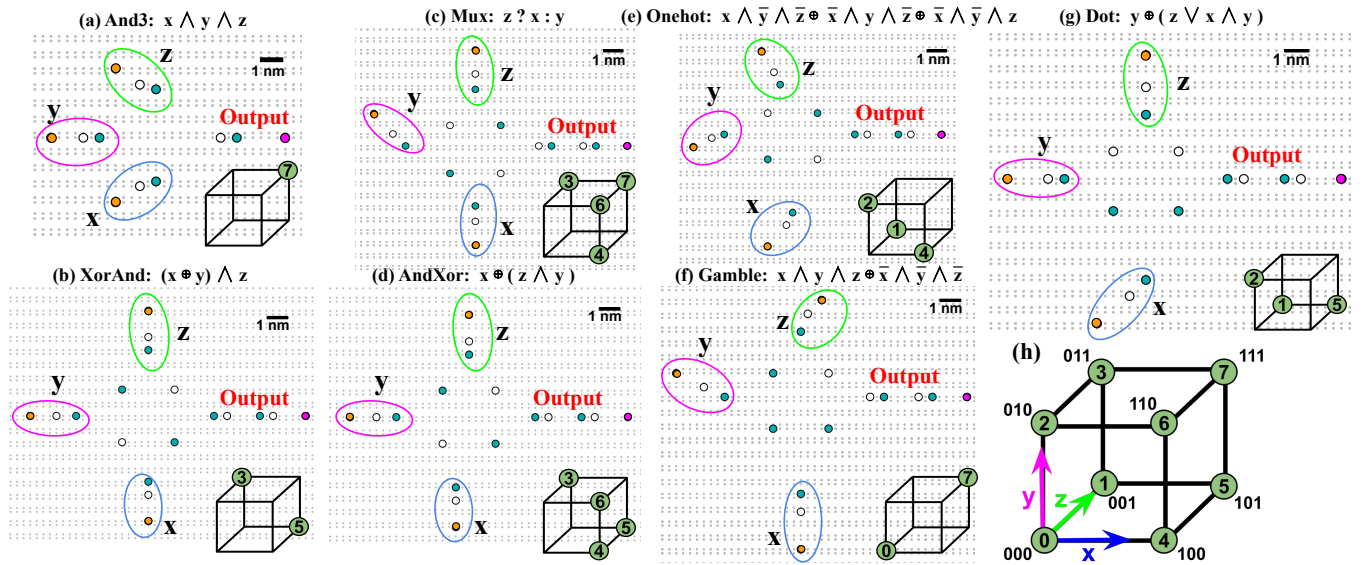 (a) And3: x ∧ y ∧ z
z
1 nm
y
Output
x
7
(b) XorAnd: (x ⊕ y) ∧ z
z
1 nm
y
Output
x
3
5
(c) Mux: z ? x : y
z
1 nm
y
Output
x
3
7
6
4
(d) AndXor: x ⊕ ( z ∧ y )
z
1 nm
y
Output
x
3
6
5
4
(e) Onehot: x ∧ y̅ ∧ z̅ ⊕ x̅ ∧ y ∧ z̅ ⊕ x̅ ∧ y̅ ∧ z
z
1 nm
y
Output
x
2
1
4
(f) Gamble: x ∧ y ∧ z ⊕ x̅ ∧ y̅ ∧ z̅
z
1 nm
y
Output
x
7
0
(g) Dot: y ⊕ ( z ∨ x ∧ y )
z
1 nm
y
Output
x
2
1
5
(h)
011
3
7
111
010
2
110
6
y
z
1
001
5
101
000
0
x
4
100